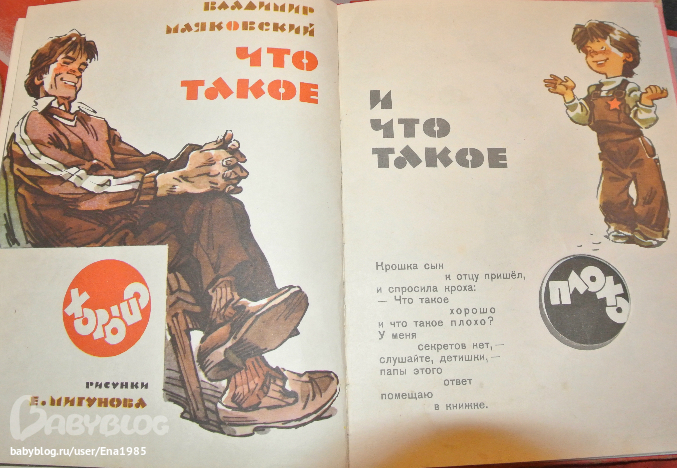 ВЛАДИМИР
МАЯКОВСКИЙ
ЧТО
ТАКОЕ
ХОРОШО
РИСУНКИ
Е. МИГУНОВА
И
ЧТО
ТАКОЕ
ПЛОХО
Крошка сын
и отцу пришёл,
и спросила кроха:
— Что такое
хорошо
и что такое плохо?
У меня
секретов нет,—
слушайте, детишки,—
папы этого
ответ
помещаю
в книжке.
BABYBLOG
babyblog.ru/user/Ena1985